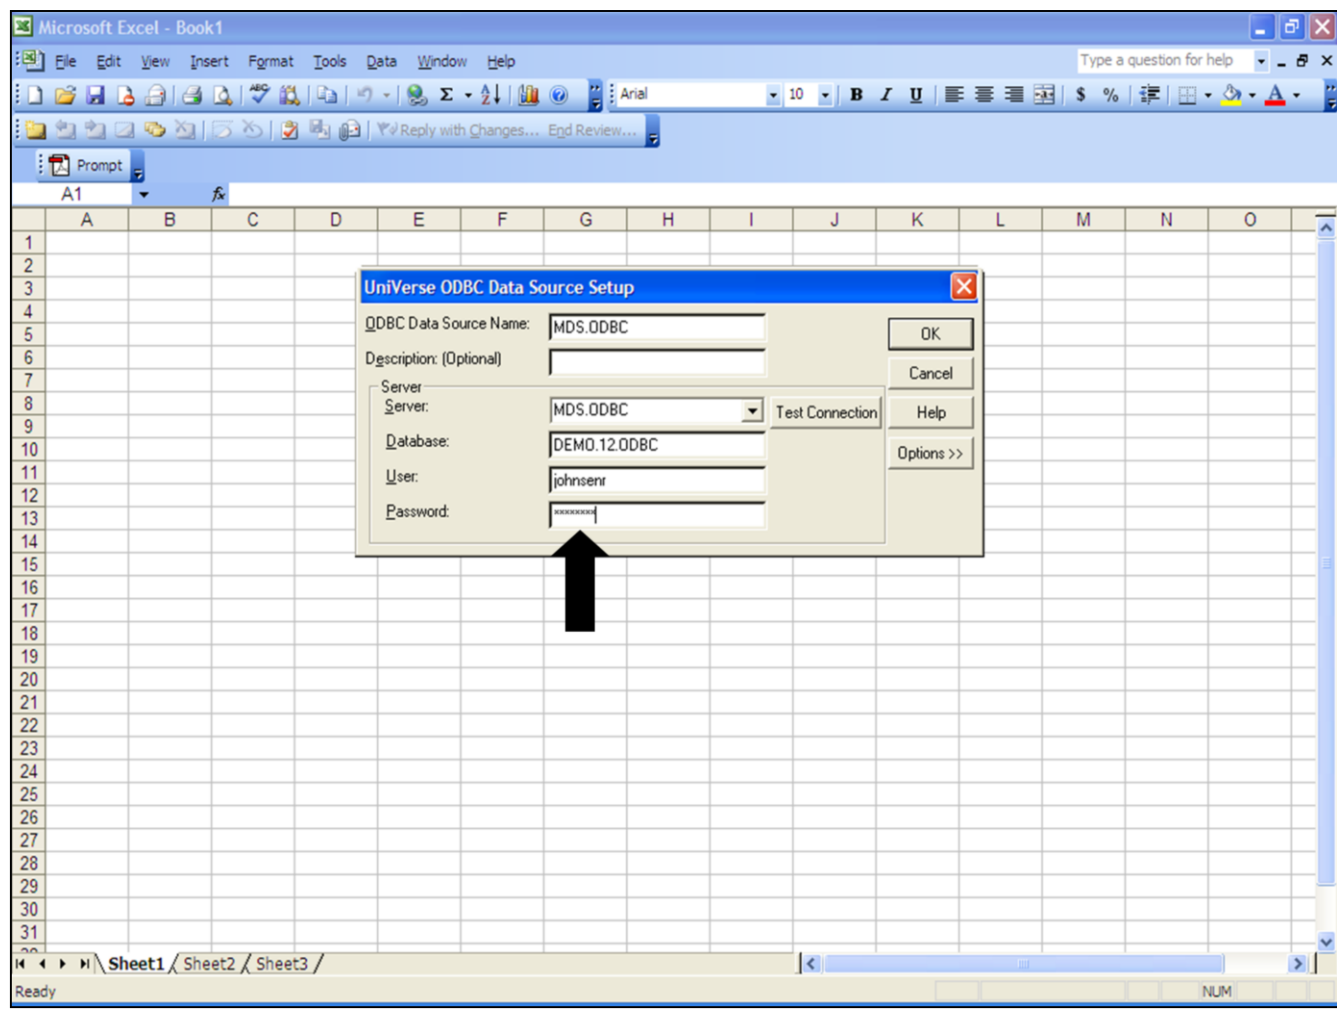 Microsoft Excel - Book1
File Edit View Insert Format Tools Data Window Help Type a question for help
Arial 10 B I U $ %
Reply with Changes... End Review...
Prompt
A1 fx
A B C D E F G H I J K L M N O
1
2
3
4
5
6
7
8
9
10
11
12
13
14
15
16
17
18
19
20
21
22
23
24
25
26
27
28
29
30
31
UniVerse ODBC Data Source Setup
ODBC Data Source Name: MDS.ODBC OK
Description: (Optional) Cancel
Server
Server: MDS.ODBC Test Connection Help
Database: DEMO.12.ODBC Options >>
User: johnsenr
Password: ********
Sheet1 / Sheet2 / Sheet3 /
Ready NUM